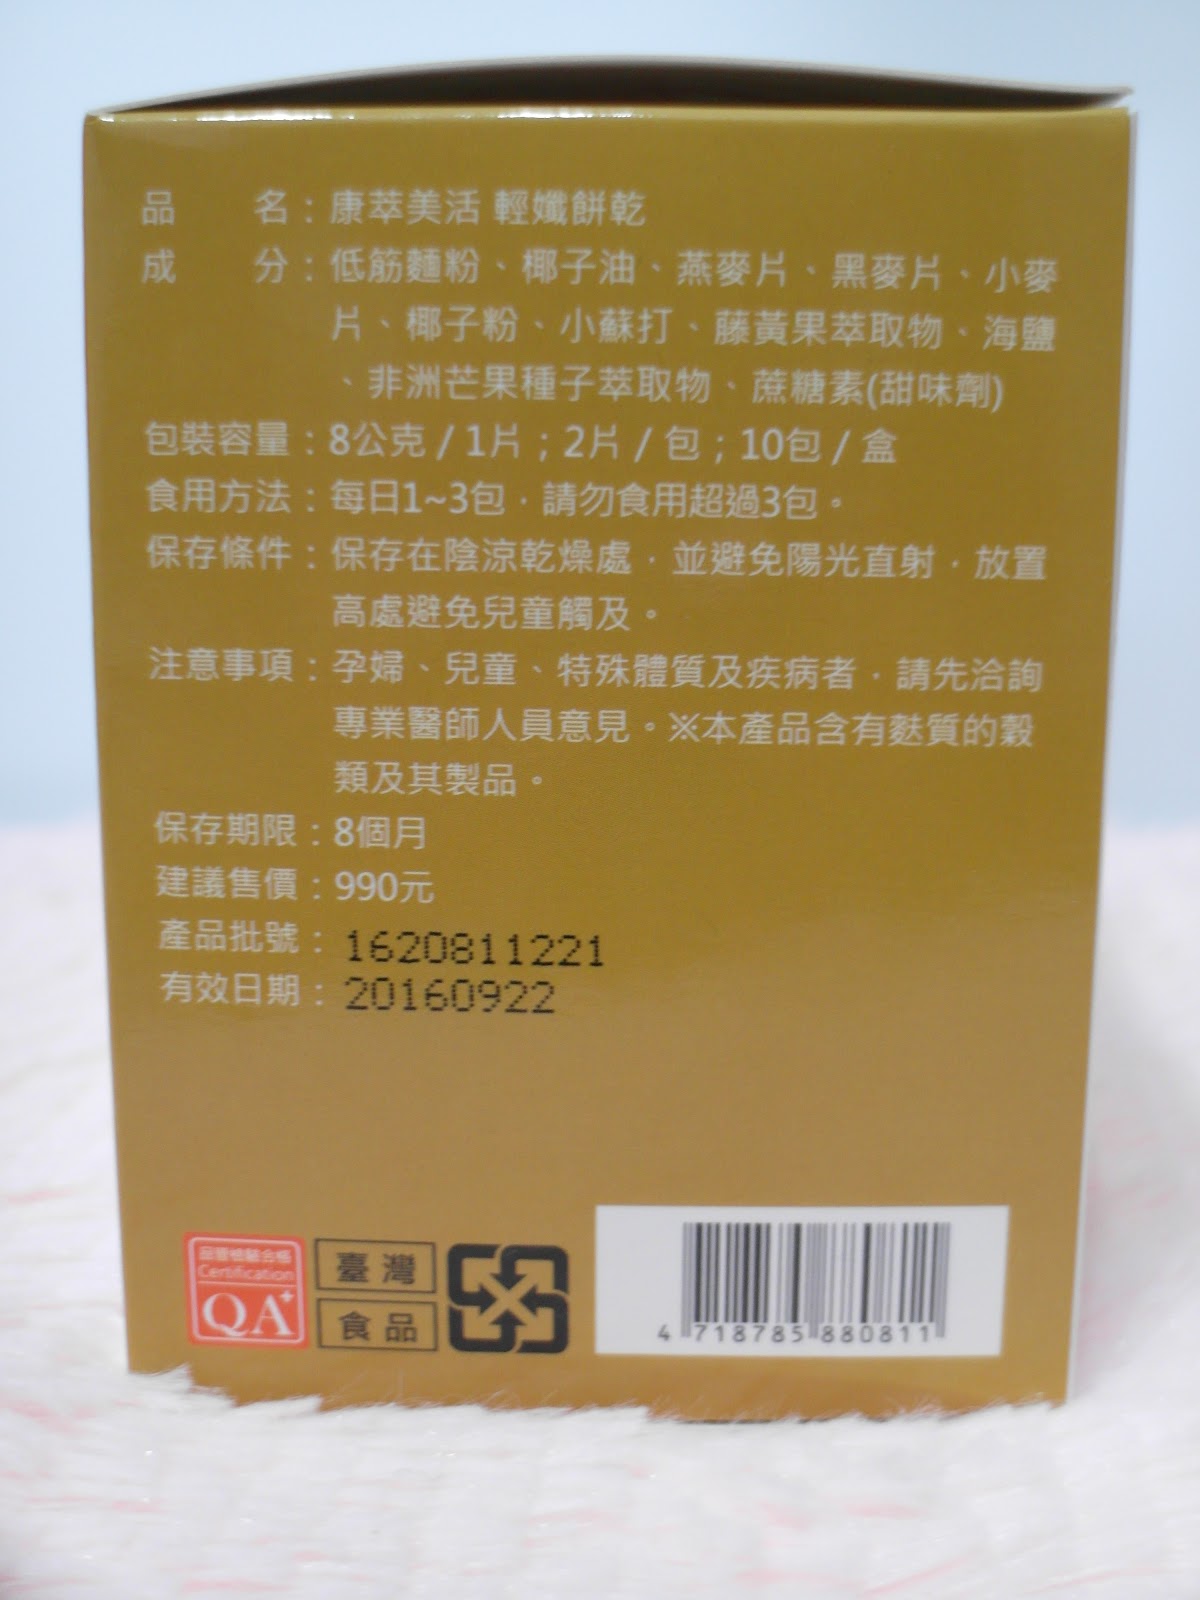 品 名：康萃美活 輕孅餅乾
成 分：低筋麵粉、椰子油、燕麥片、黑麥片、小麥
片、椰子粉、小蘇打、藤黃果萃取物、海鹽
、非洲芒果種子萃取物、蔗糖素(甜味劑)
包裝容量：8公克 / 1片；2片 / 包；10包 / 盒
食用方法：每日1~3包，請勿食用超過3包。
保存條件：保存在陰涼乾燥處，並避免陽光直射，放置
高處避免兒童觸及。
注意事項：孕婦、兒童、特殊體質及疾病者，請先洽詢
專業醫師人員意見。※本產品含有麩質的穀
類及其製品。
保存期限：8個月
建議售價：990元
產品批號：1620811221
有效日期：20160922
品質檢驗合格
Certification
QA+
臺灣
食品
4 718785 880811